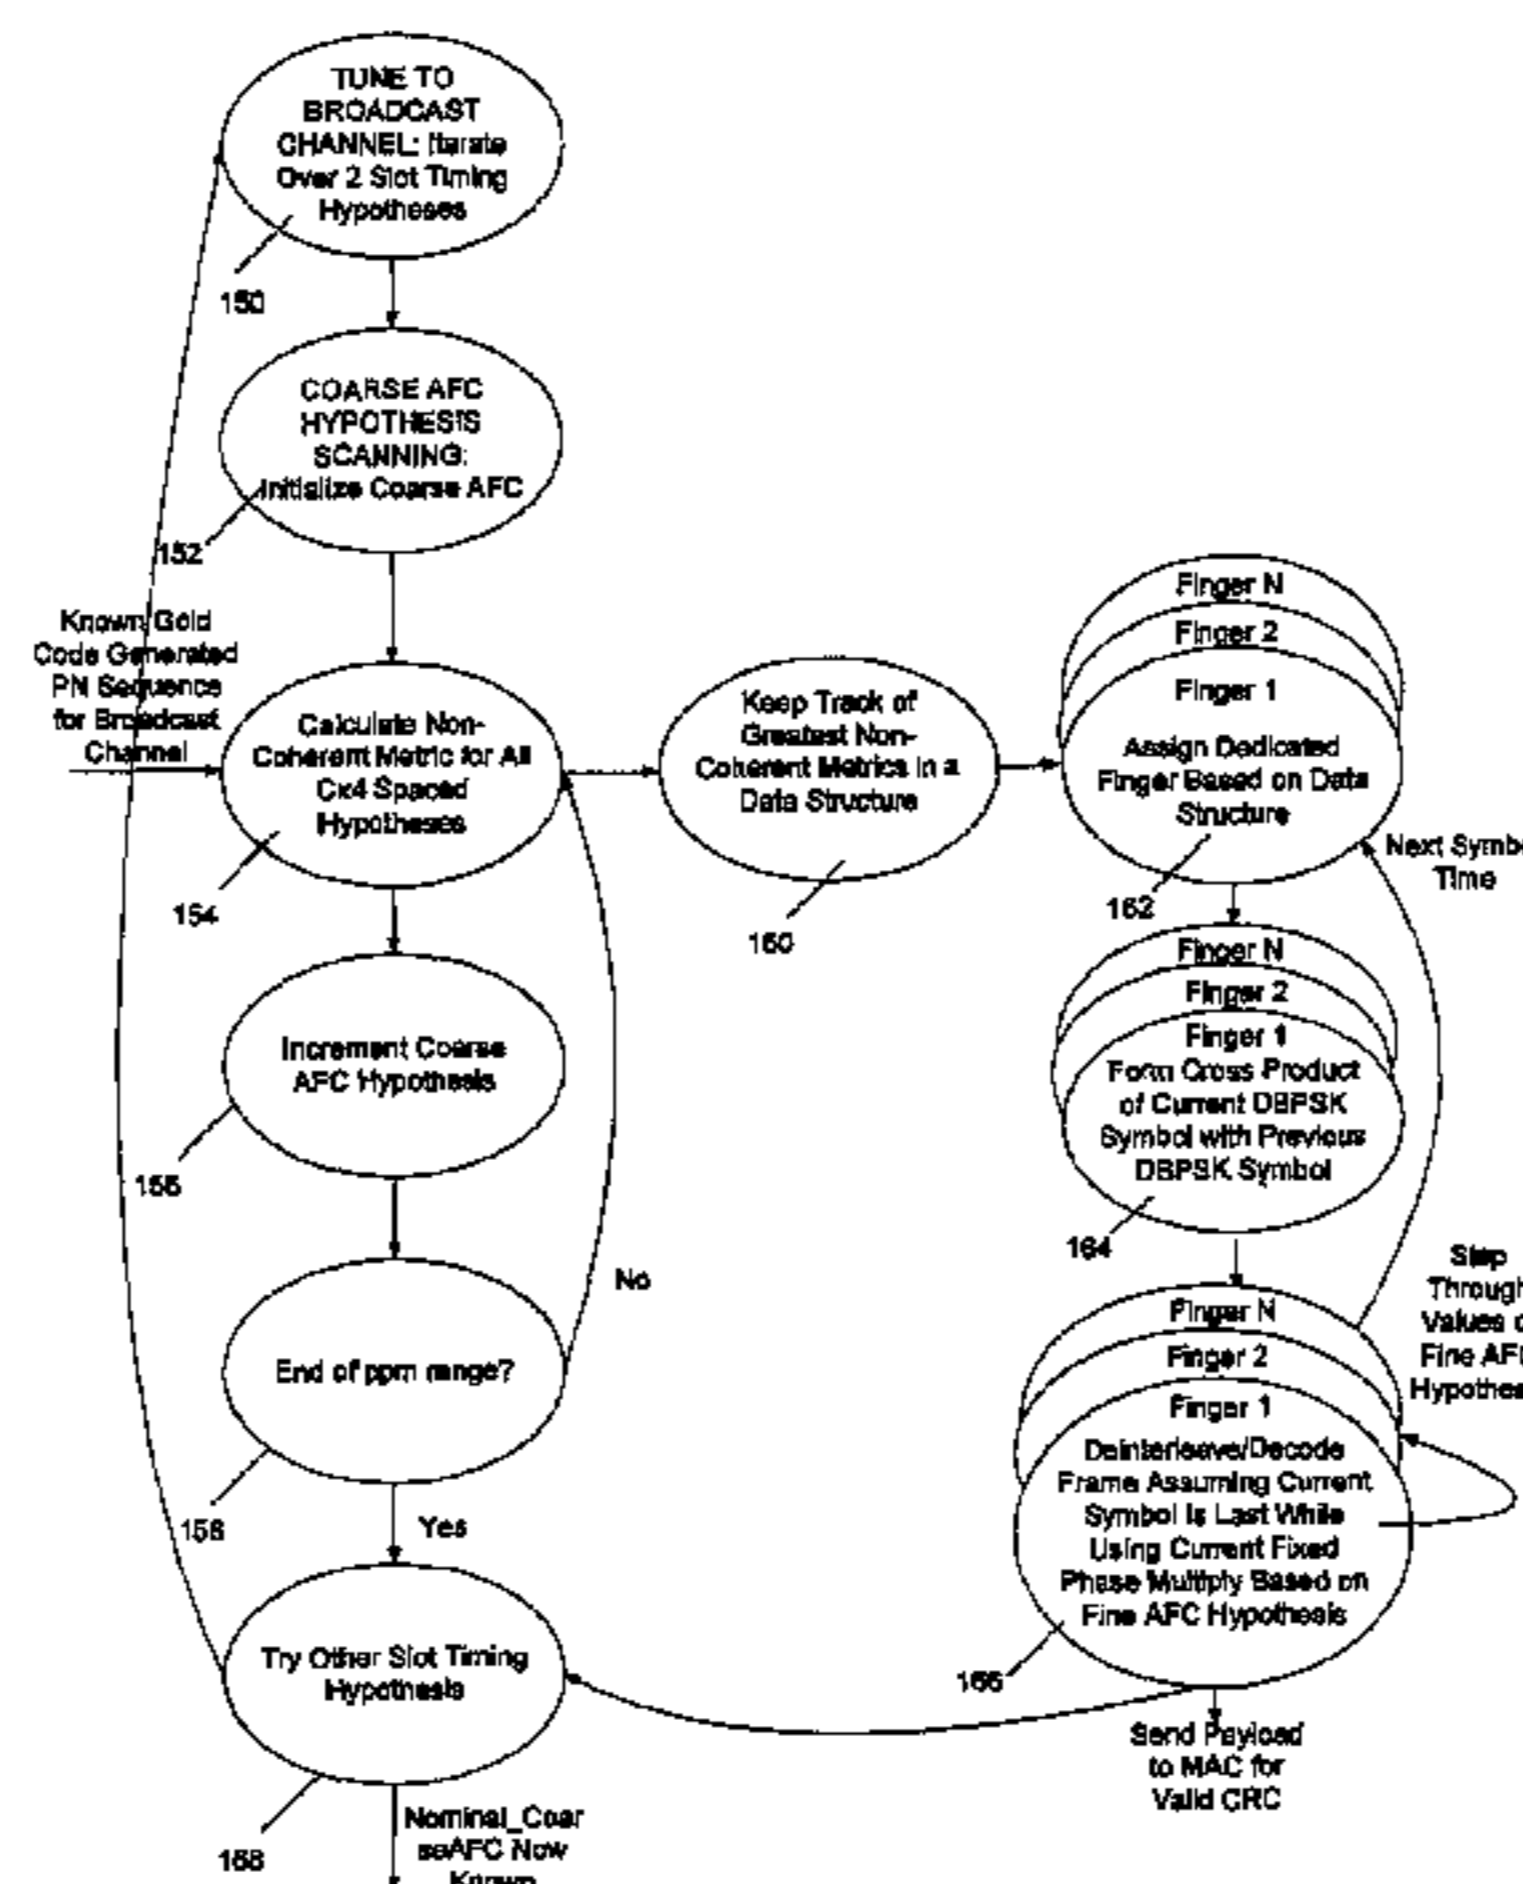 TUNE TO
BROADCAST
CHANNEL: Iterate
Over 2 Slot Timing
Hypotheses
150
COARSE AFC
HYPOTHESIS
SCANNING:
Initialize Coarse AFC
152
Known Gold
Code Generated
PN Sequence
for Broadcast
Channel
Calculate Non-
Coherent Metric for All
Cx4 Spaced
Hypotheses
154
Increment Coarse
AFC Hypothesis
End of ppm range?
No
Yes
Try Other Slot Timing
Hypothesis
168
Nominal_Coar
seAFC Now
Known
Keep Track of
Greatest Non-
Coherent Metrics in a
Data Structure
160
Finger N
Finger 2
Finger 1
Assign Dedicated
Finger Based on Data
Structure
162
Next
Time
Finger N
Finger 2
Finger 1
Form Cross Product
of Current DBPSK
Symbol with Previous
DBPSK Symbol
164
Step
Through
Values
Fine
Finger N
Finger 2
Finger 1
Deinterleave/Decode
Frame Assuming Current
Symbol Is Last While
Using Current Fixed
Phase Multiply Based on
Fine AFC Hypothesis
166
Send Payload
to MAC for
Valid CRC